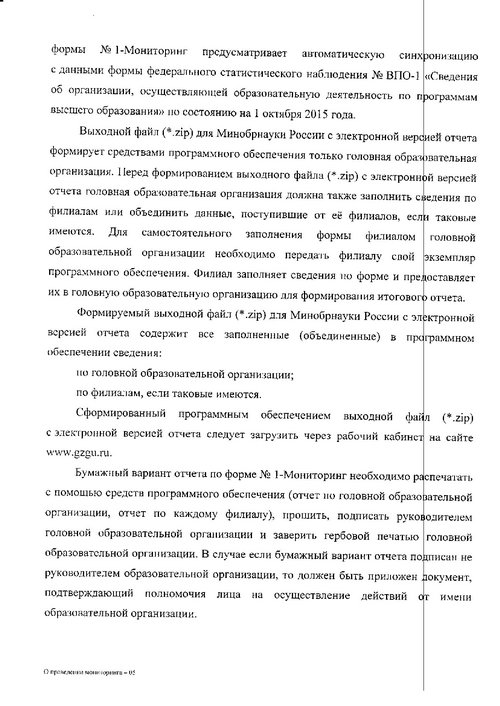 формы № 1-Мониторинг предусматривает автоматическую синхронизацию
с данными формы федерального статистического наблюдения № ВПО-1 «Сведения
об организации, осуществляющей образовательную деятельность по программам
высшего образования» по состоянию на 1 октября 2015 года.
Выходной файл (*.zip) для Минобрнауки России с электронной версией отчета
формирует средствами программного обеспечения только головная образовательная
организация. Перед формированием выходного файла (*.zip) с электронной версией
отчета головная образовательная организация должна также заполнить сведения по
филиалам или объединить данные, поступившие от её филиалов, если таковые
имеются. Для самостоятельного заполнения формы филиалом головной
образовательной организации необходимо передать филиалу свой экземпляр
программного обеспечения. Филиал заполняет сведения по форме и предоставляет
их в головную образовательную организацию для формирования итогового отчета.
Формируемый выходной файл (*.zip) для Минобрнауки России с электронной
версией отчета содержит все заполненные (объединенные) в программном
обеспечении сведения:
по головной образовательной организации;
по филиалам, если таковые имеются.
Сформированный программным обеспечением выходной файл (*.zip)
с электронной версией отчета следует загрузить через рабочий кабинет на сайте
www.gzgu.ru.
Бумажный вариант отчета по форме № 1-Мониторинг необходимо распечатать
с помощью средств программного обеспечения (отчет по головной образовательной
организации, отчет по каждому филиалу), прошить, подписать руководителем
головной образовательной организации и заверить гербовой печатью головной
образовательной организации. В случае если бумажный вариант отчета подписан не
руководителем образовательной организации, то должен быть приложен документ,
подтверждающий полномочия лица на осуществление действий от имени
образовательной организации.
О проведении мониторинга – 05